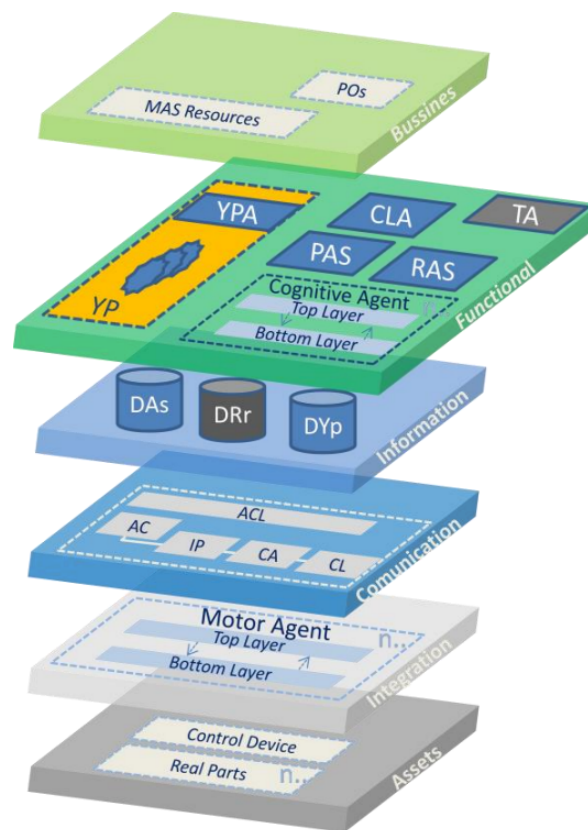 POs
MAS Resources
Bussines
YPA
CLA
TA
PAS
RAS
YP
Cognitive Agent
n..
Top Layer
Bottom Layer
Functional
DAs
DRr
DYp
Information
ACL
AC
IP
CA
CL
Comunication
Motor Agent
n..
Top Layer
Bottom Layer
Integration
Control Device
Real Parts
n..
Assets